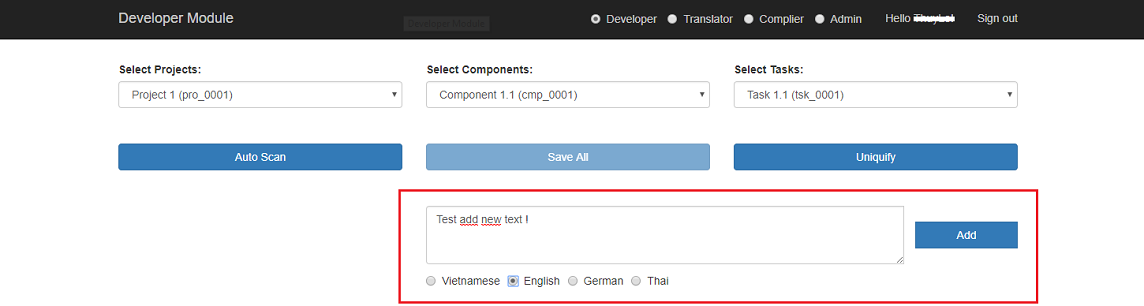 Developer Module
Developer Module
Developer Translator Complier Admin
Hello
Sign out
Select Projects: Select Components: Select Tasks:
Project 1 (pro_0001) Component 1.1 (cmp_0001) Task 1.1 (tsk_0001)
Auto Scan Save All Uniquify
Test add new text !
Add
Vietnamese English German Thai